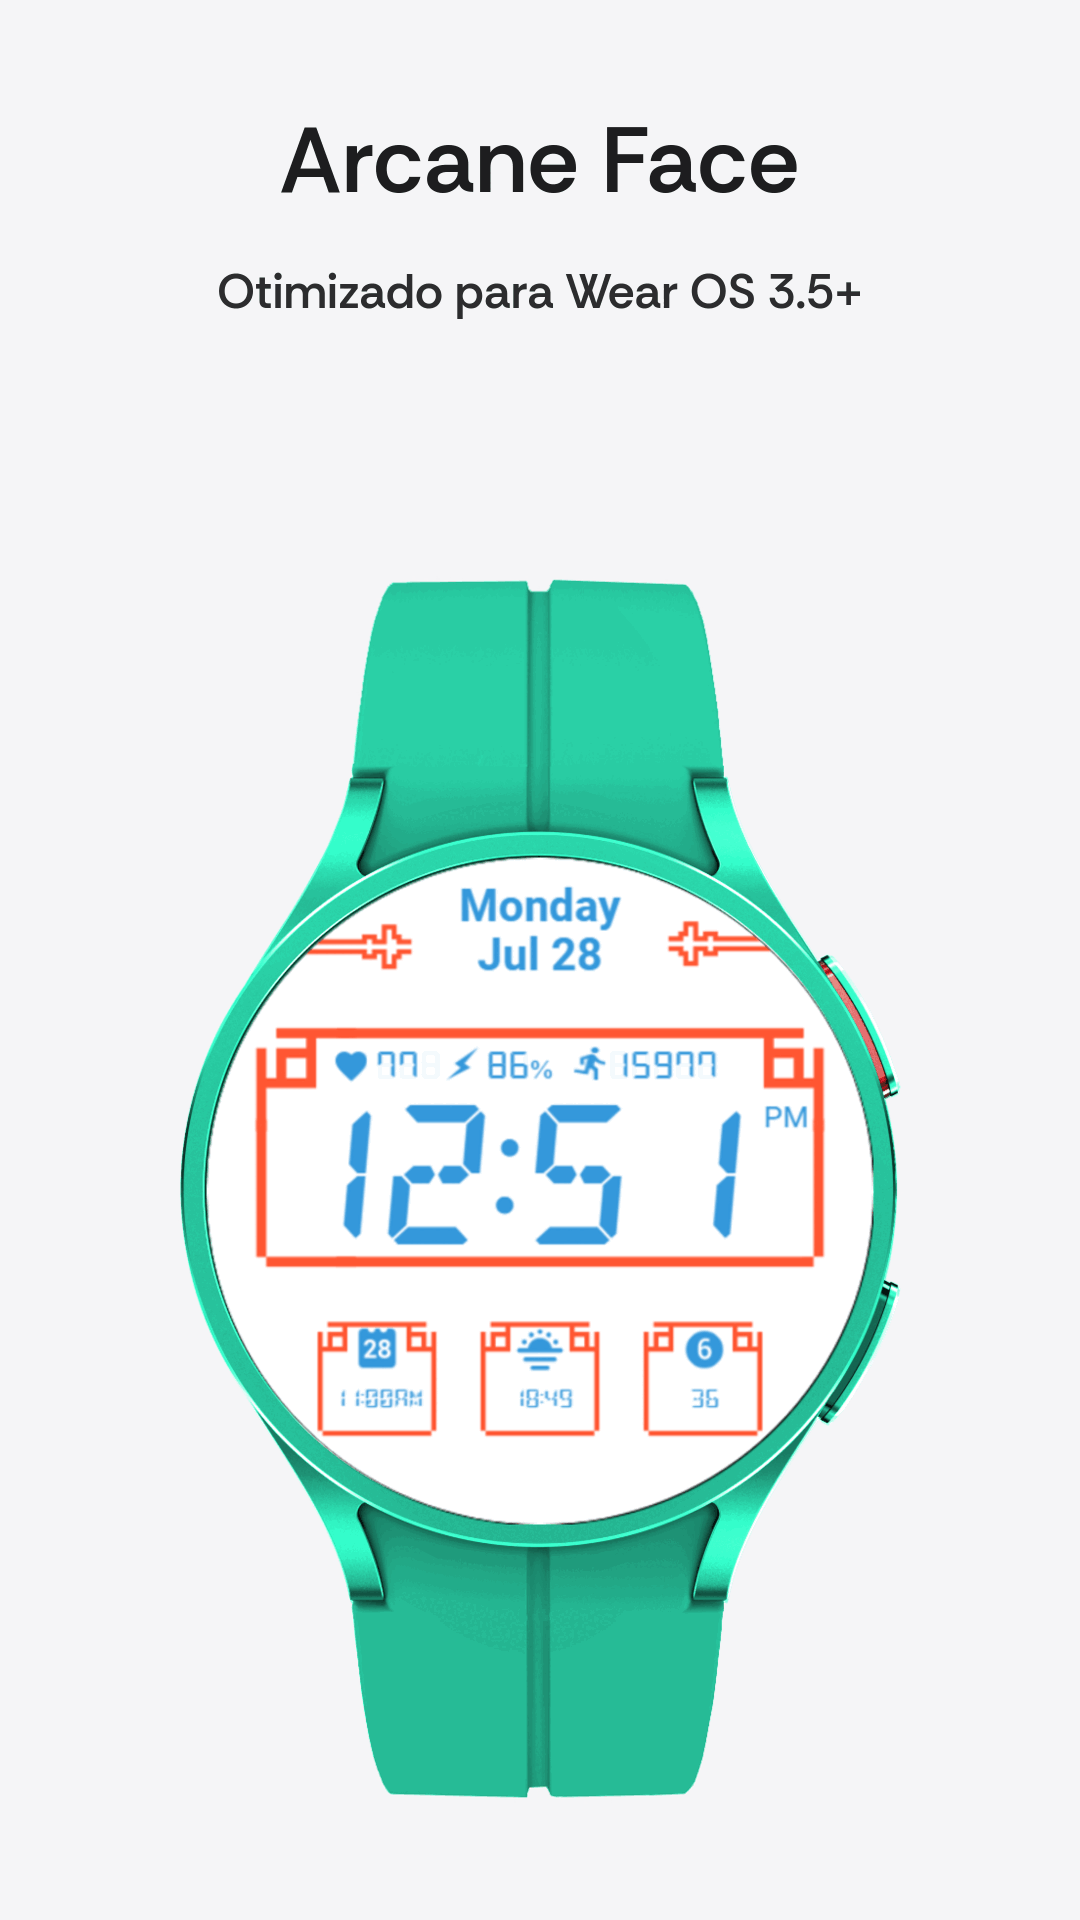 Arcane Face
Otimizado para Wear OS 3.5+
Monday
Jul 28
77 86% 15977
12:51 PM
28 6
11:00AM 18:49 36